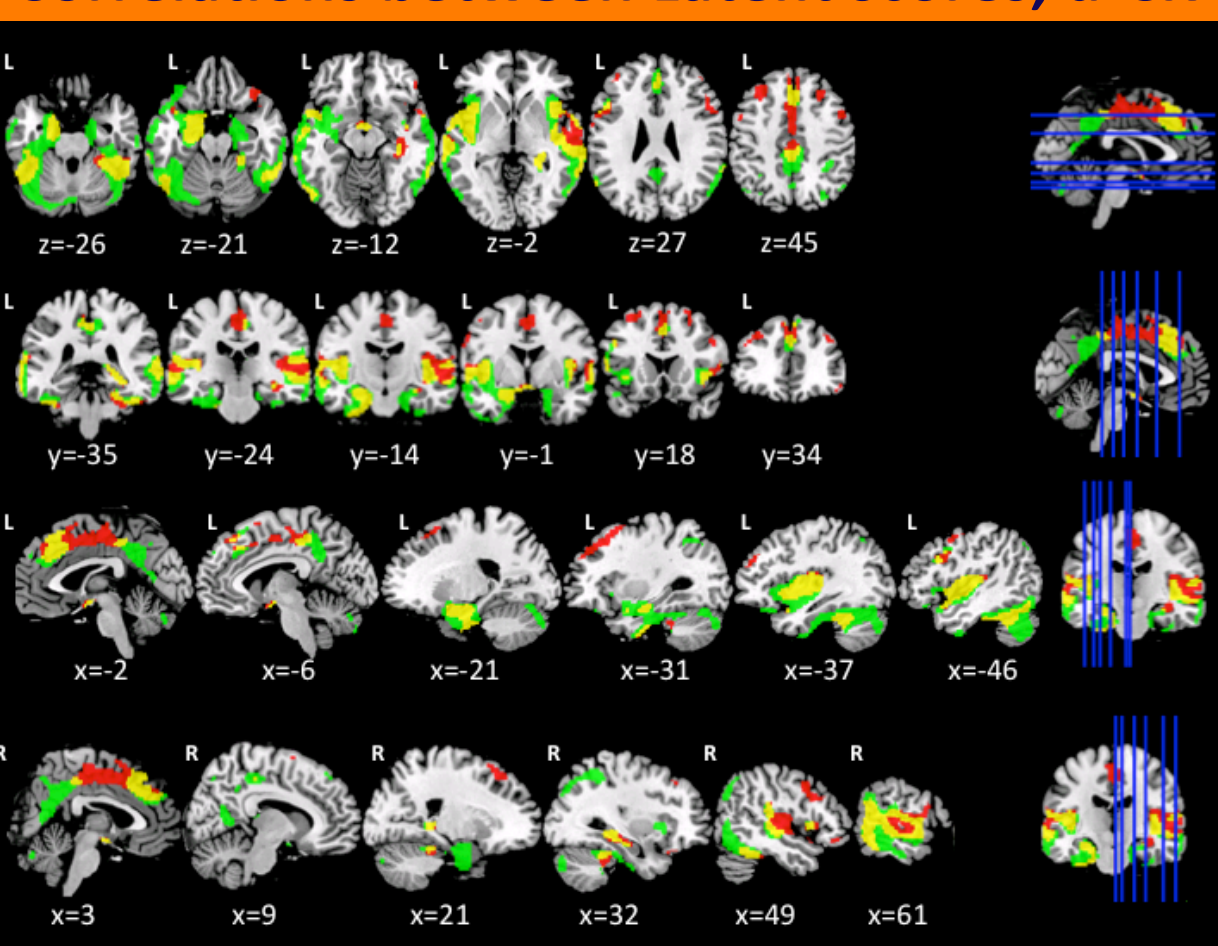 L L L L L L
z=-26 z=-21 z=-12 z=-2 z=27 z=45
L L L L L L
y=-35 y=-24 y=-14 y=-1 y=18 y=34
L L L L L L
x=-2 x=-6 x=-21 x=-31 x=-37 x=-46
R R R R R R
x=3 x=9 x=21 x=32 x=49 x=61